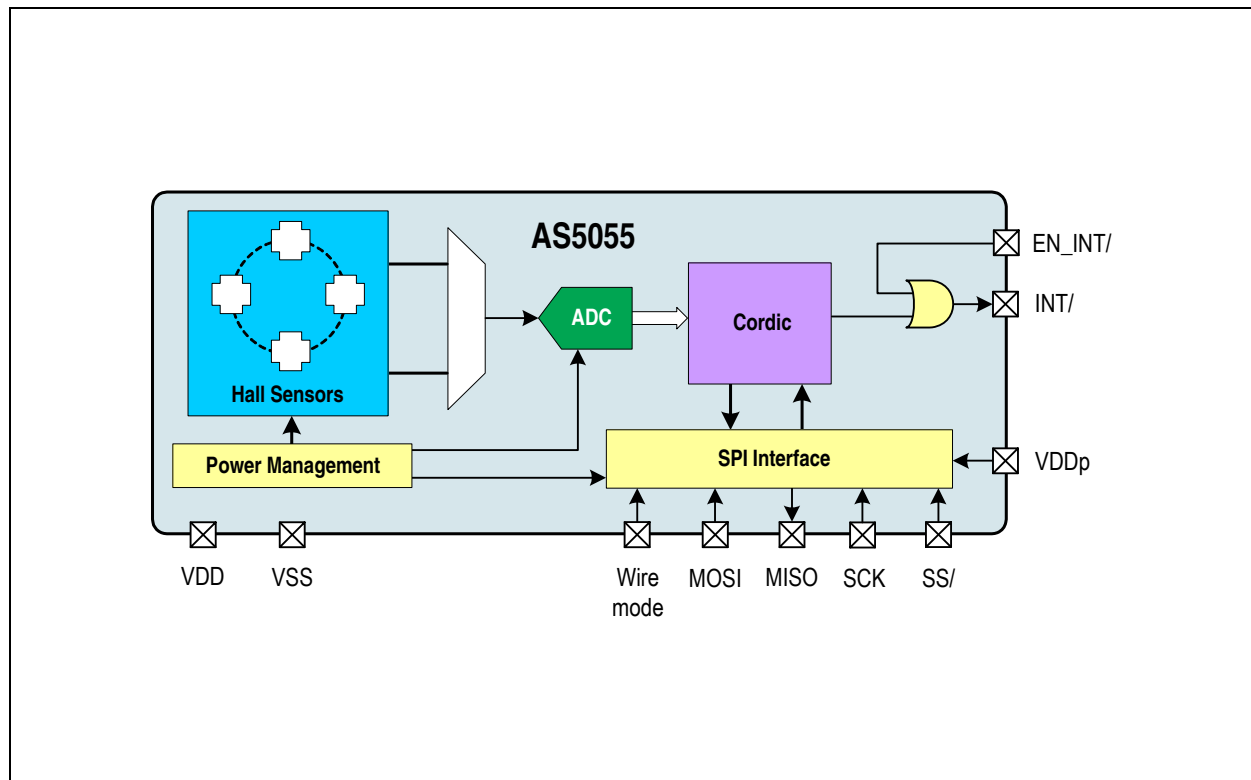 AS5055
EN_INT/
INT/
ADC
Cordic
Hall Sensors
Power Management
SPI Interface
VDDp
VDD
VSS
Wire
mode
MOSI
MISO
SCK
SS/